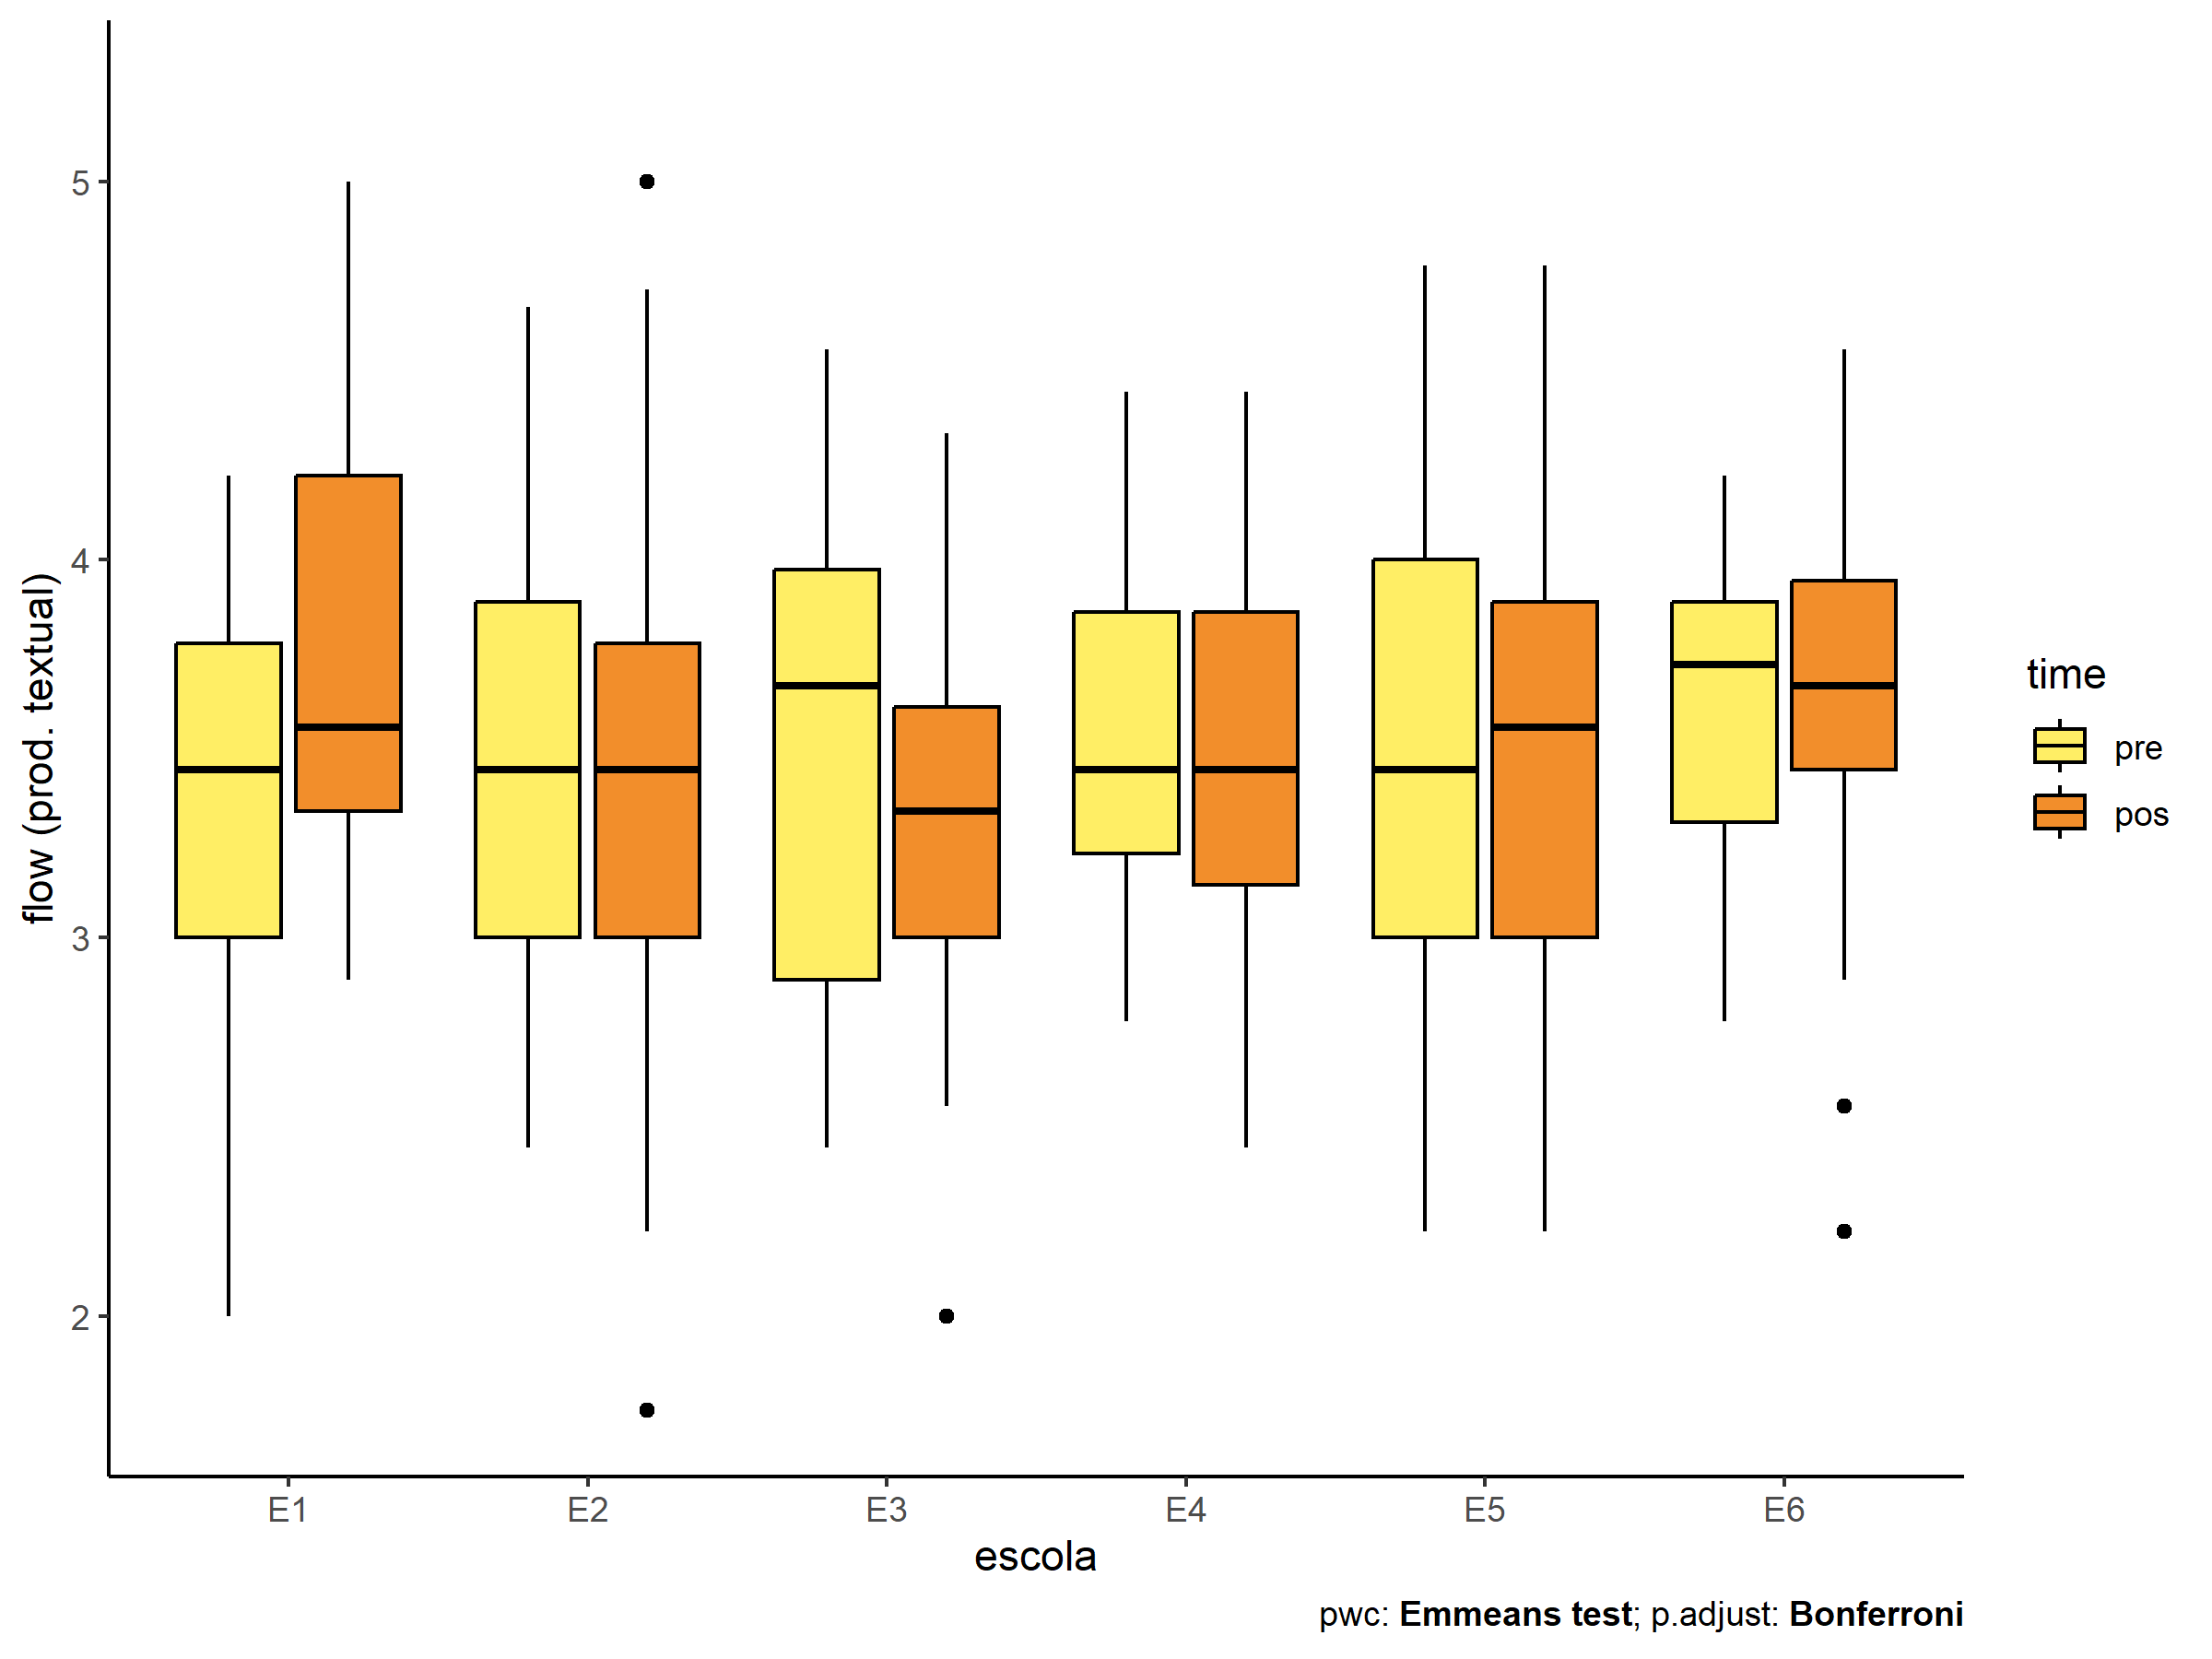 flow (prod. textual)
5
4
3
2
E1 E2 E3 E4 E5 E6
escola
time
pre
pos
pwc: Emmeans test; p.adjust: Bonferroni